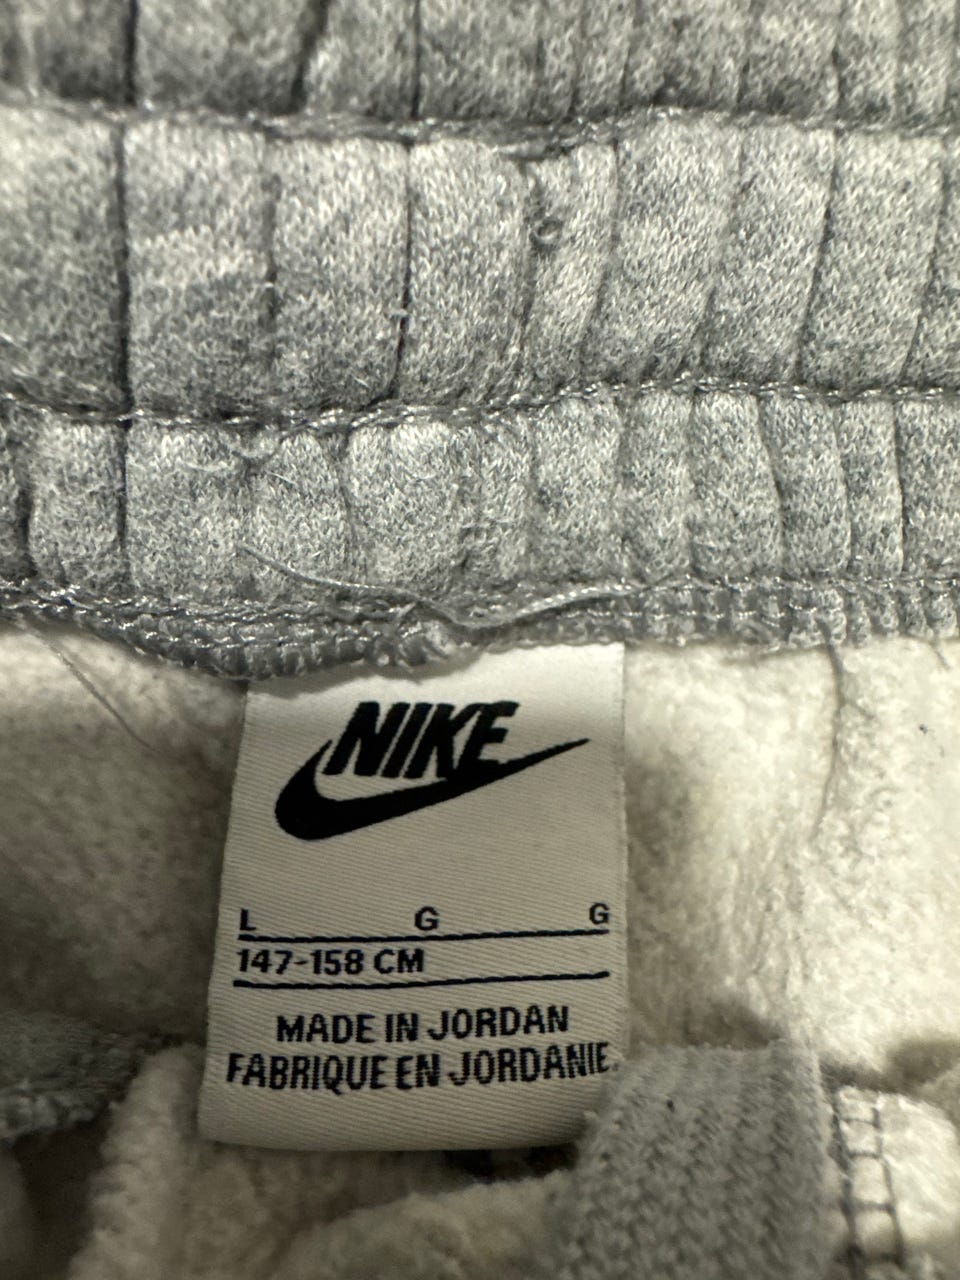 NIKE
L G G
147-158 CM
MADE IN JORDAN
FABRIQUE EN JORDANIE